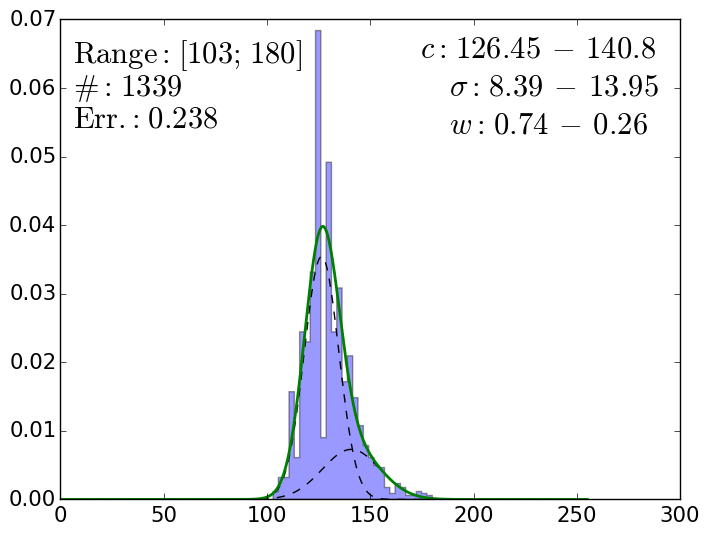 0.07
Range: [103; 180]
c: 126.45 − 140.8
#: 1339
σ: 8.39 − 13.95
Err.: 0.238
w: 0.74 − 0.26
0.06
0.05
0.04
0.03
0.02
0.01
0.00
0 50 100 150 200 250 300